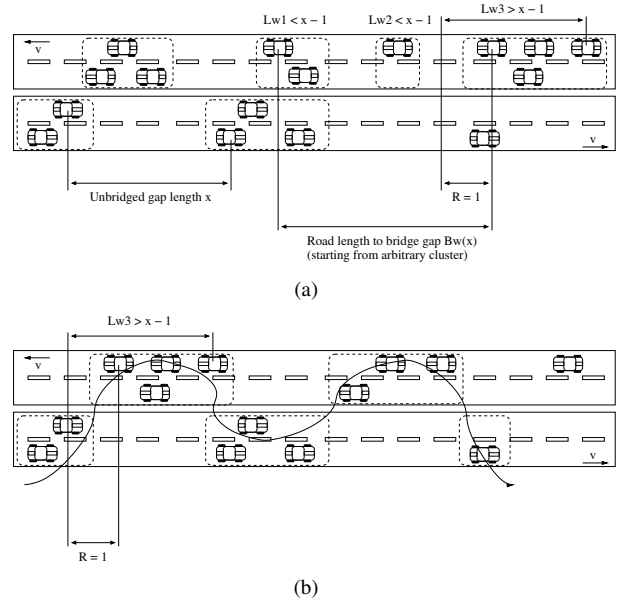 Lw1 < x − 1
Lw2 < x − 1
Lw3 > x − 1
v
v
Unbridged gap length x
R = 1
Road length to bridge gap Bw(x)
(starting from arbitrary cluster)
(a)
Lw3 > x − 1
v
v
R = 1
(b)